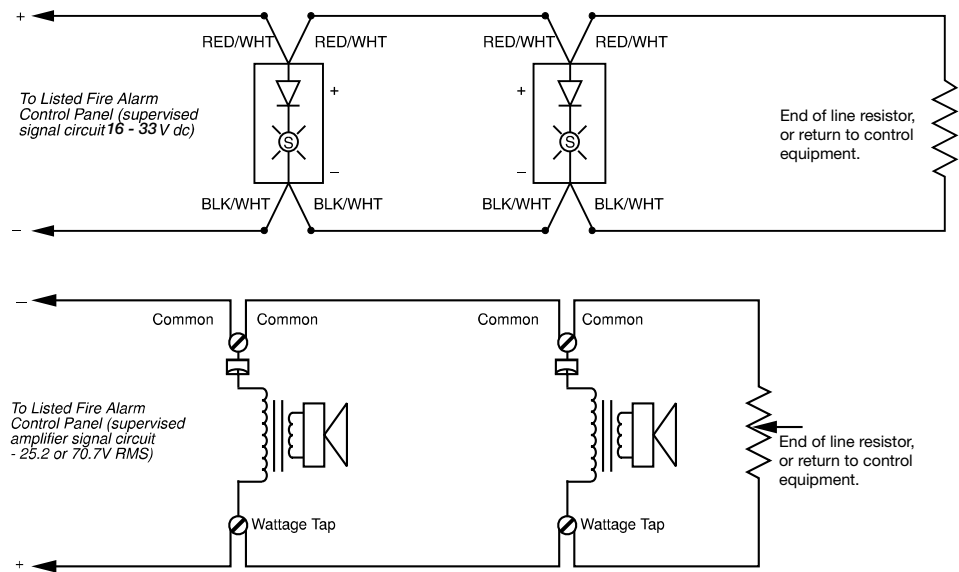 +
RED/WHT RED/WHT RED/WHT RED/WHT
To Listed Fire Alarm
Control Panel (supervised
signal circuit 16 - 33 V dc)
+
S
–
+
S
–
End of line resistor,
or return to control
equipment.
BLK/WHT BLK/WHT BLK/WHT BLK/WHT
–
–
Common Common Common Common
To Listed Fire Alarm
Control Panel (supervised
amplifier signal circuit
- 25.2 or 70.7V RMS)
End of line resistor,
or return to control
equipment.
Wattage Tap Wattage Tap
+